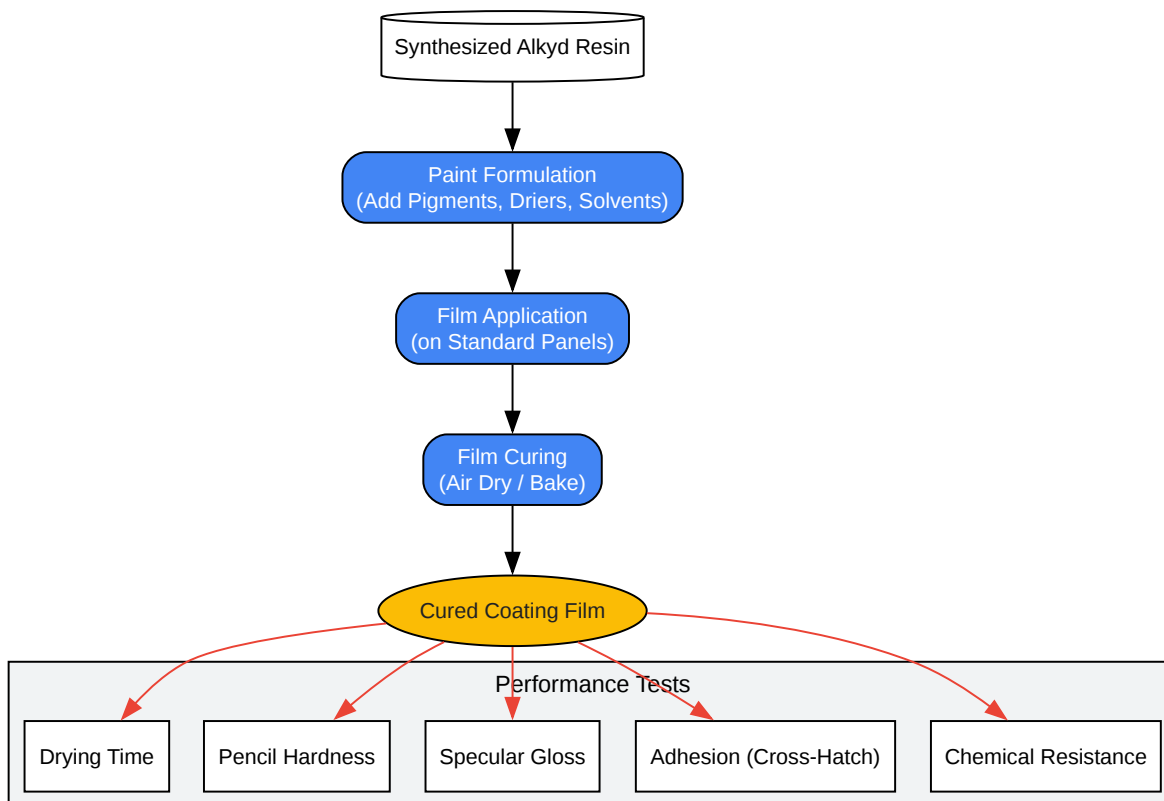 Synthesized Alkyd Resin
Paint Formulation
(Add Pigments, Driers, Solvents)
Film Application
(on Standard Panels)
Film Curing
(Air Dry / Bake)
Cured Coating Film
Performance Tests
Drying Time
Pencil Hardness
Specular Gloss
Adhesion (Cross-Hatch)
Chemical Resistance